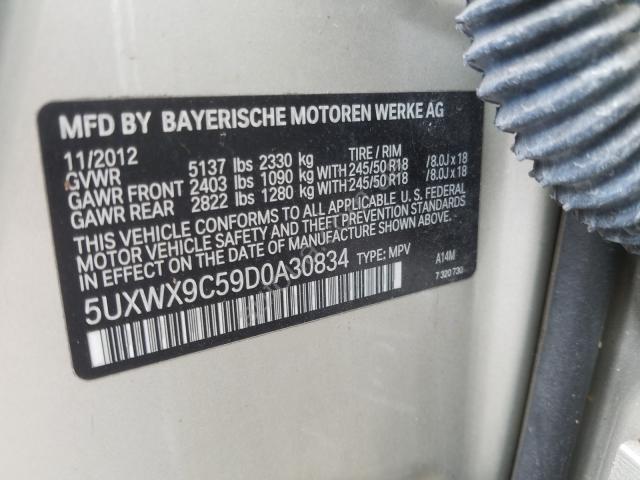 MFD BY BAYERISCHE MOTOREN WERKE AG
11/2012 TIRE / RIM
GVWR 5137 lbs 2330 kg
GAWR FRONT 2403 lbs 1090 kg WITH 245/50 R18 / 8.0J x 18
GAWR REAR 2822 lbs 1280 kg WITH 245/50 R18 / 8.0J x 18
THIS VEHICLE CONFORMS TO ALL APPLICABLE U. S. FEDERAL
MOTOR VEHICLE SAFETY AND THEFT PREVENTION STANDARDS
IN EFFECT ON THE DATE OF MANUFACTURE SHOWN ABOVE.
5UXWX9C59D0A30834 TYPE: MPV A14M
7 320 730